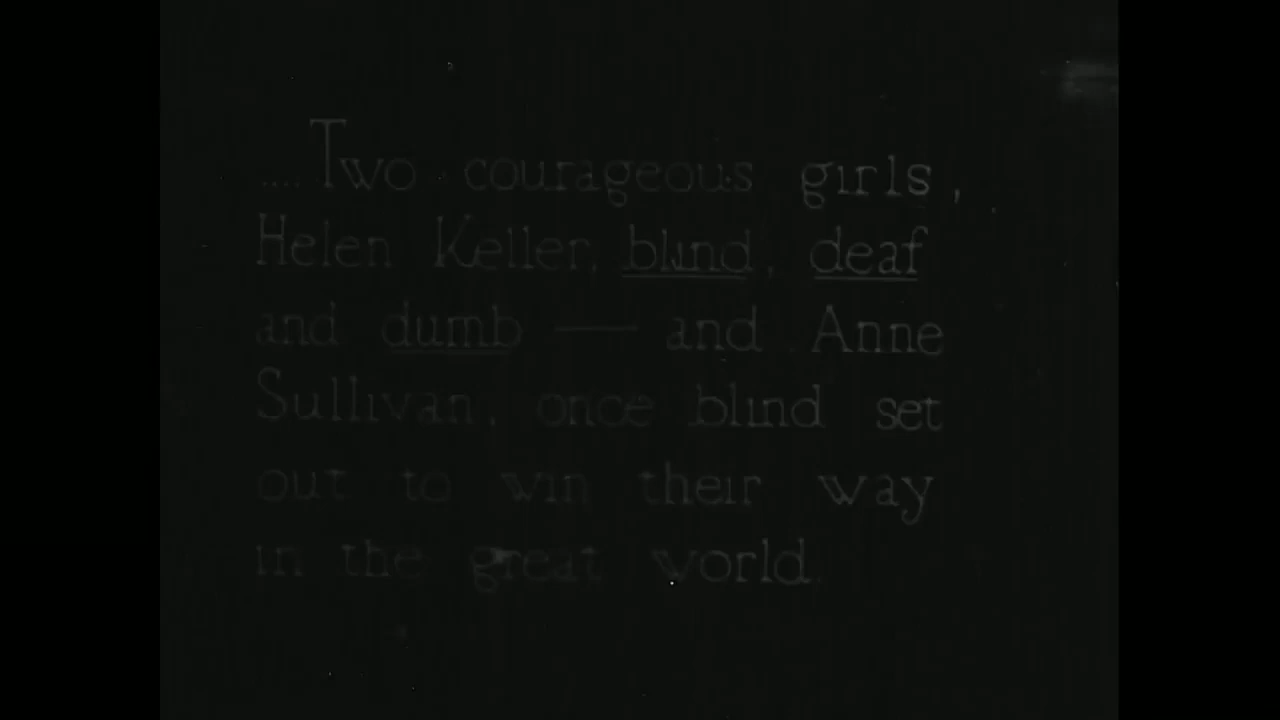 ....Two courageous girls,
Helen Keller, blind, deaf
and dumb — and Anne
Sullivan, once blind set
out to win their way
in the great world.